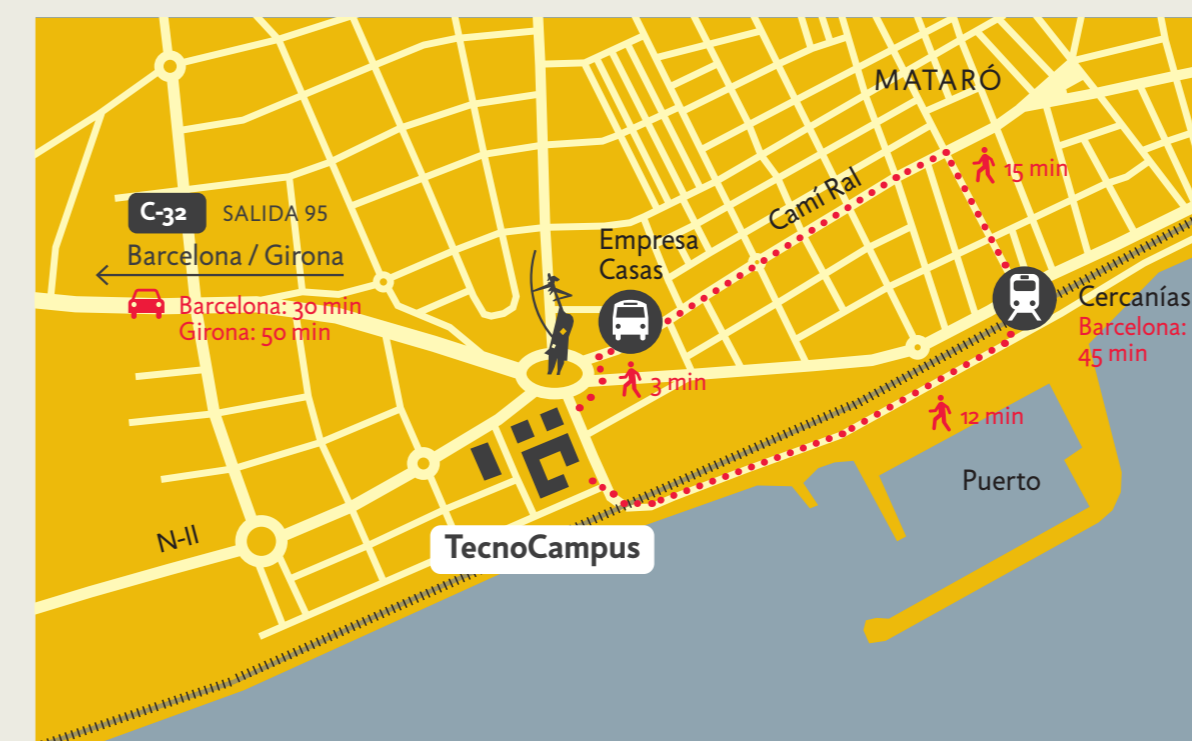 MATARÓ
15 min
Camí Ral
C-32 SALIDA 95
Barcelona / Girona
Barcelona: 30 min
Girona: 50 min
Empresa
Casas
3 min
Cercanías
Barcelona:
45 min
12 min
Puerto
N-II
TecnoCampus